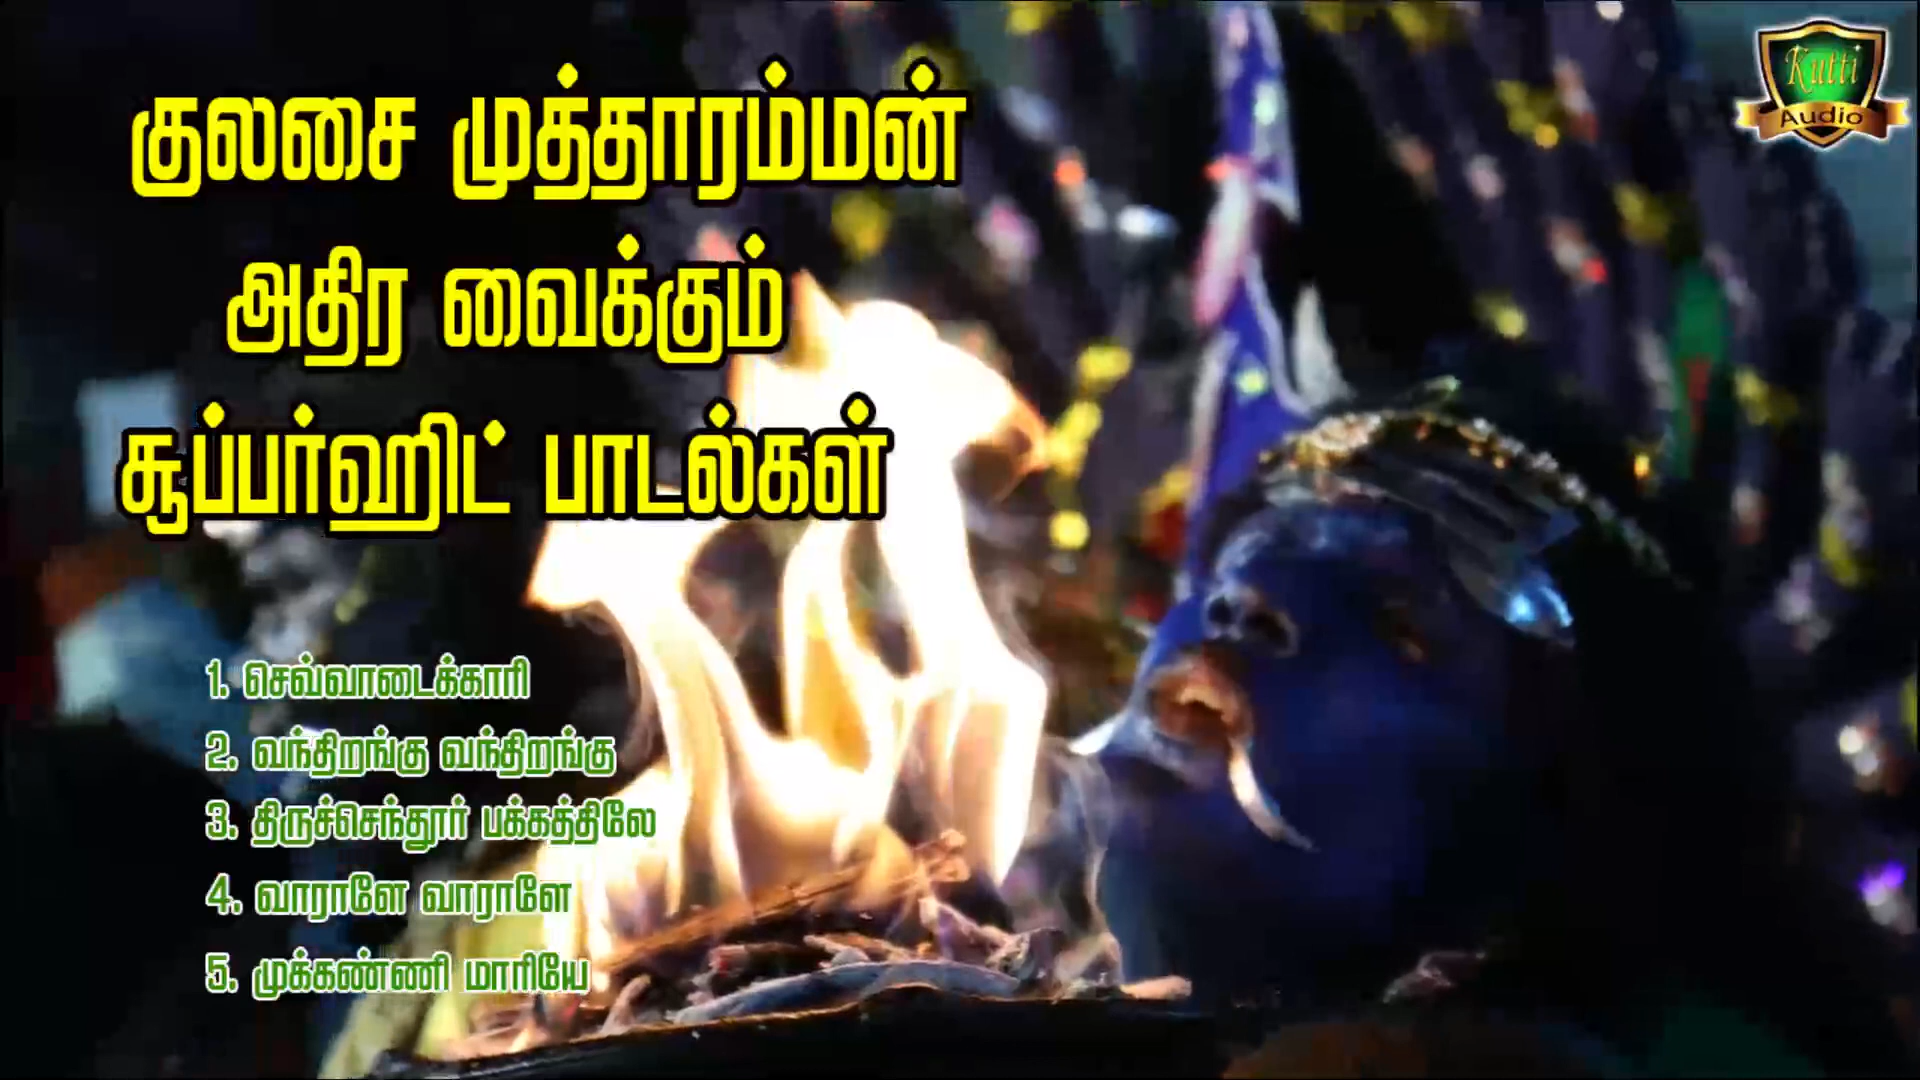 குலசை முத்தாரம்மன்
அதிர வைக்கும்
சூப்பர்ஹிட் பாடல்கள்
1. செவ்வாடைக்காரி
2. வந்திறங்கு வந்திறங்கு
3. திருச்செந்தூர் பக்கத்திலே
4. வாராளே வாராளே
5. முக்கண்ணி மாரியே
Kutti
Audio